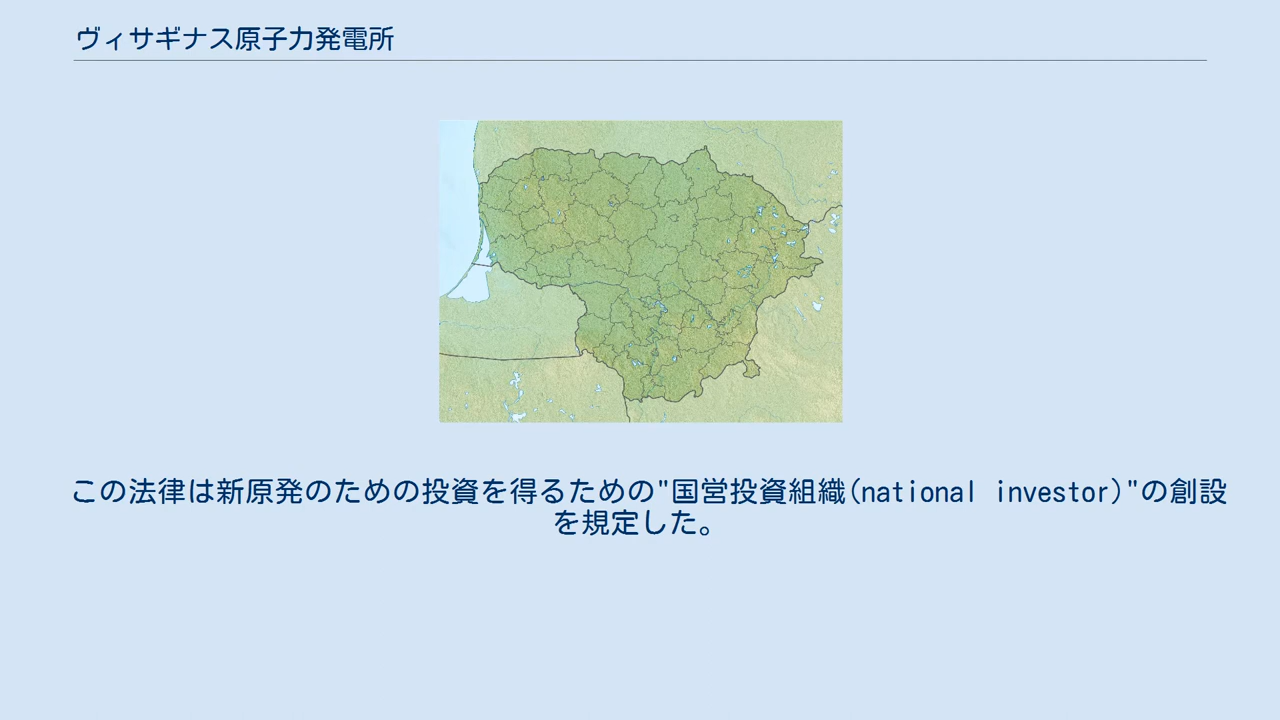 ヴィサギナス原子力発電所
この法律は新原発のための投資を得るための"国営投資組織(national investor)"の創設
を規定した。